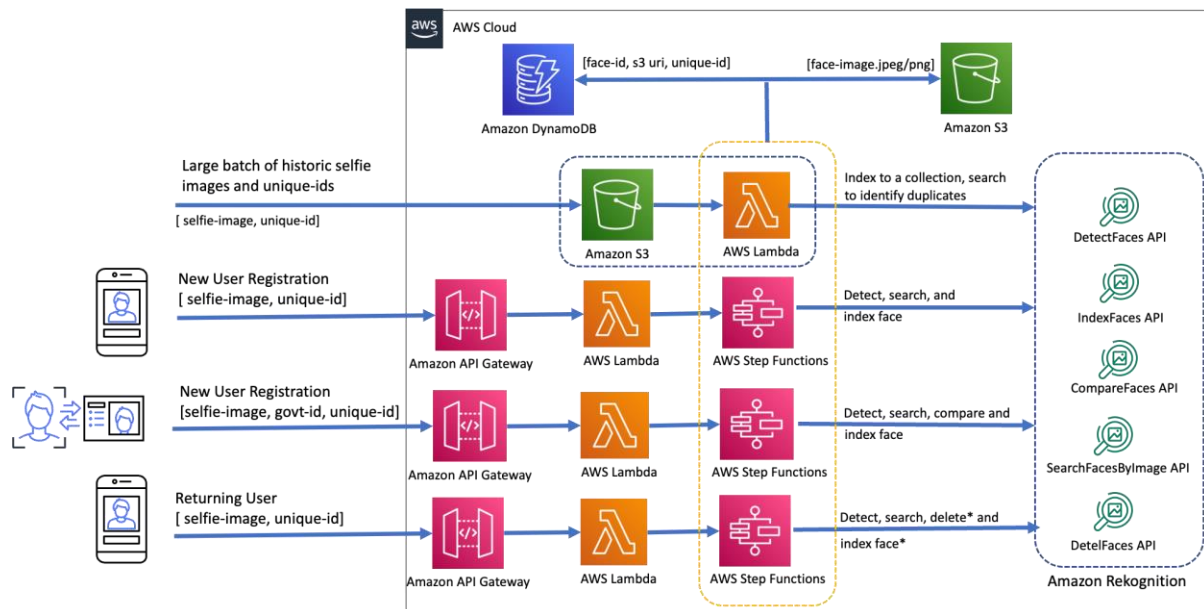 aws
AWS Cloud
[face-id, s3 uri, unique-id]
[face-image.jpeg/png]
Amazon DynamoDB
Amazon S3
Large batch of historic selfie
images and unique-ids
[ selfie-image, unique-id]
Amazon S3
AWS Lambda
Index to a collection, search
to identify duplicates
New User Registration
[ selfie-image, unique-id]
Amazon API Gateway
AWS Lambda
AWS Step Functions
Detect, search, and
index face
New User Registration
[selfie-image, govt-id, unique-id]
Amazon API Gateway
AWS Lambda
AWS Step Functions
Detect, search, compare and
index face
Returning User
[ selfie-image, unique-id]
Amazon API Gateway
AWS Lambda
AWS Step Functions
Detect, search, delete* and
index face*
DetectFaces API
IndexFaces API
CompareFaces API
SearchFacesByImage API
DetelFaces API
Amazon Rekognition